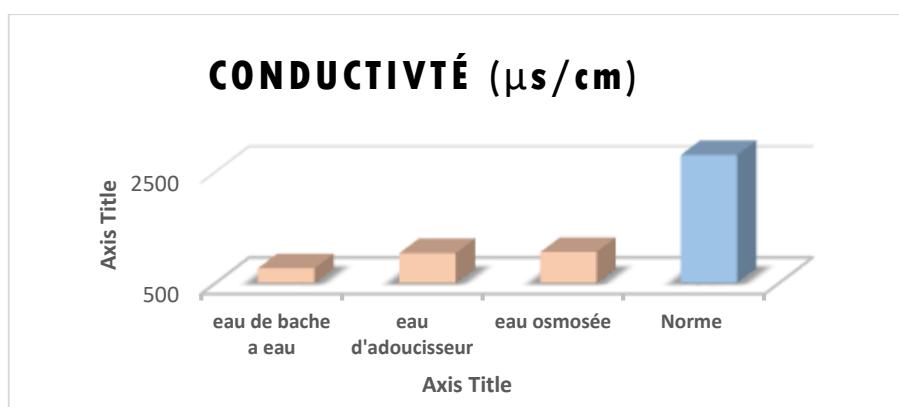 CONDUCTIVTÉ (μs/cm)
Axis Title
2500
500
eau de bache
a eau
eau
d'adoucisseur
eau osmosée
Norme
Axis Title